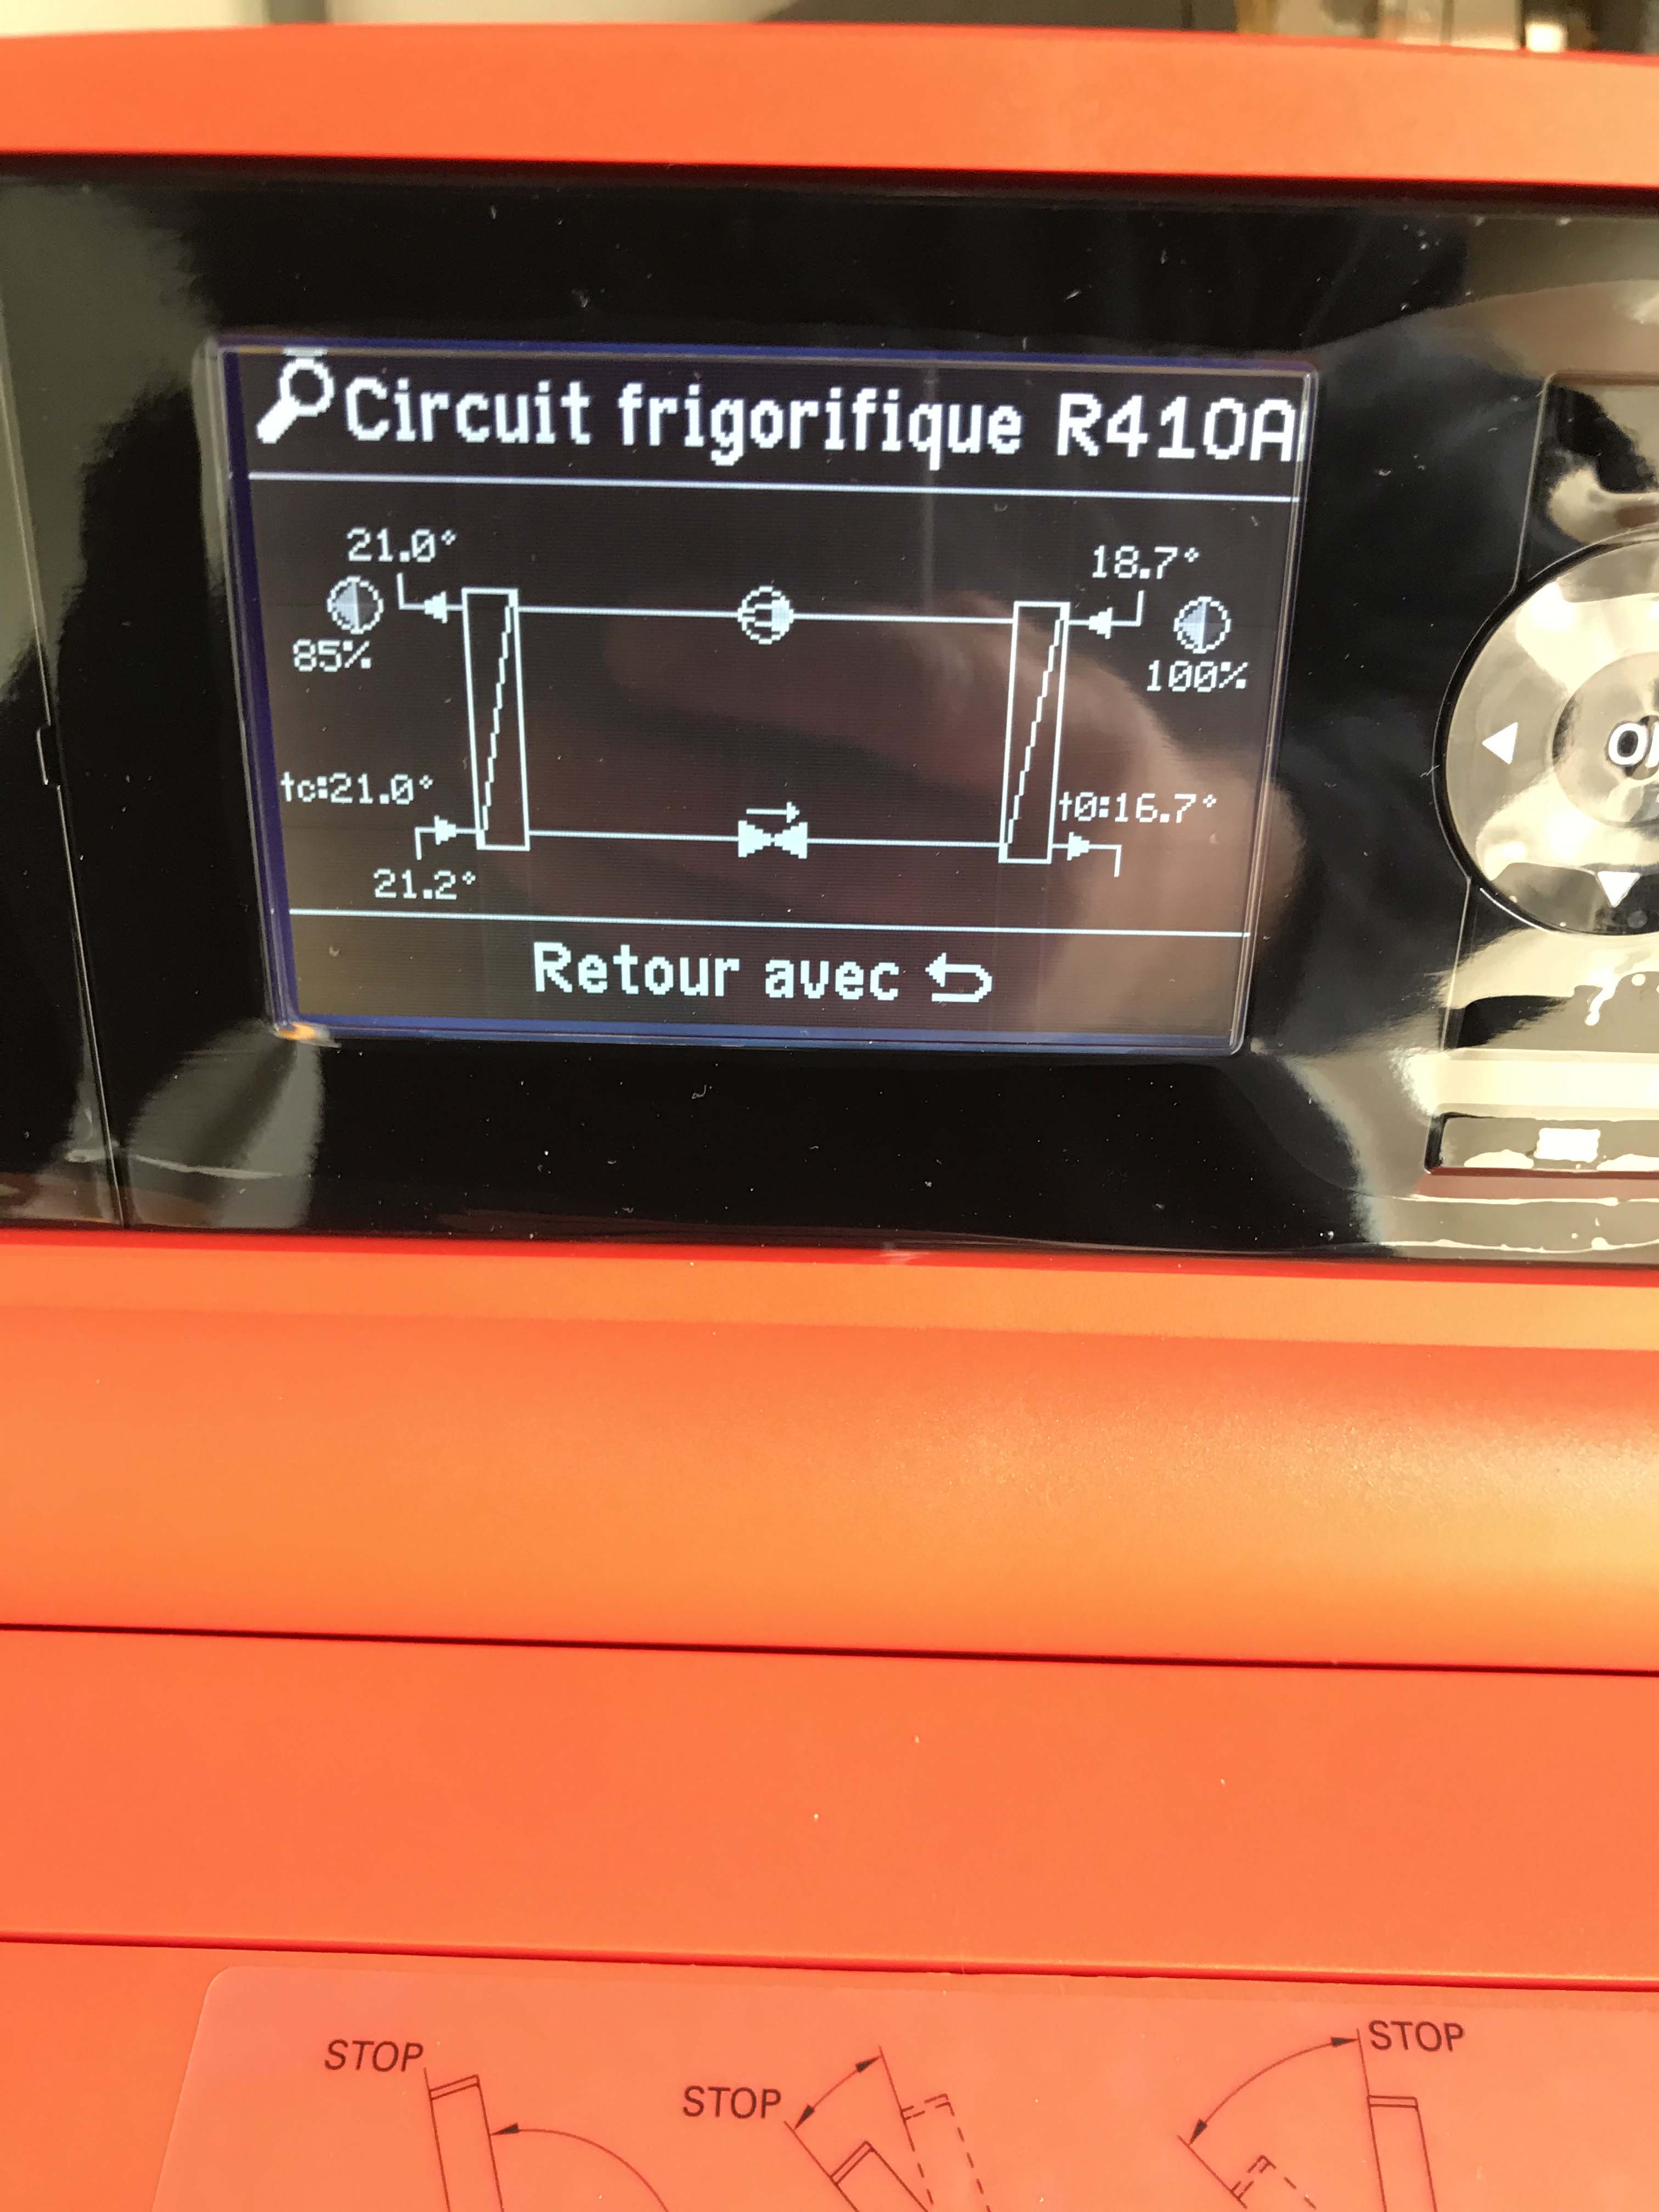 Circuit frigorifique R410A
21.0° 18.7°
85% 100%
tc:21.0° t0:16.7°
21.2°
Retour avec
STOP STOP STOP